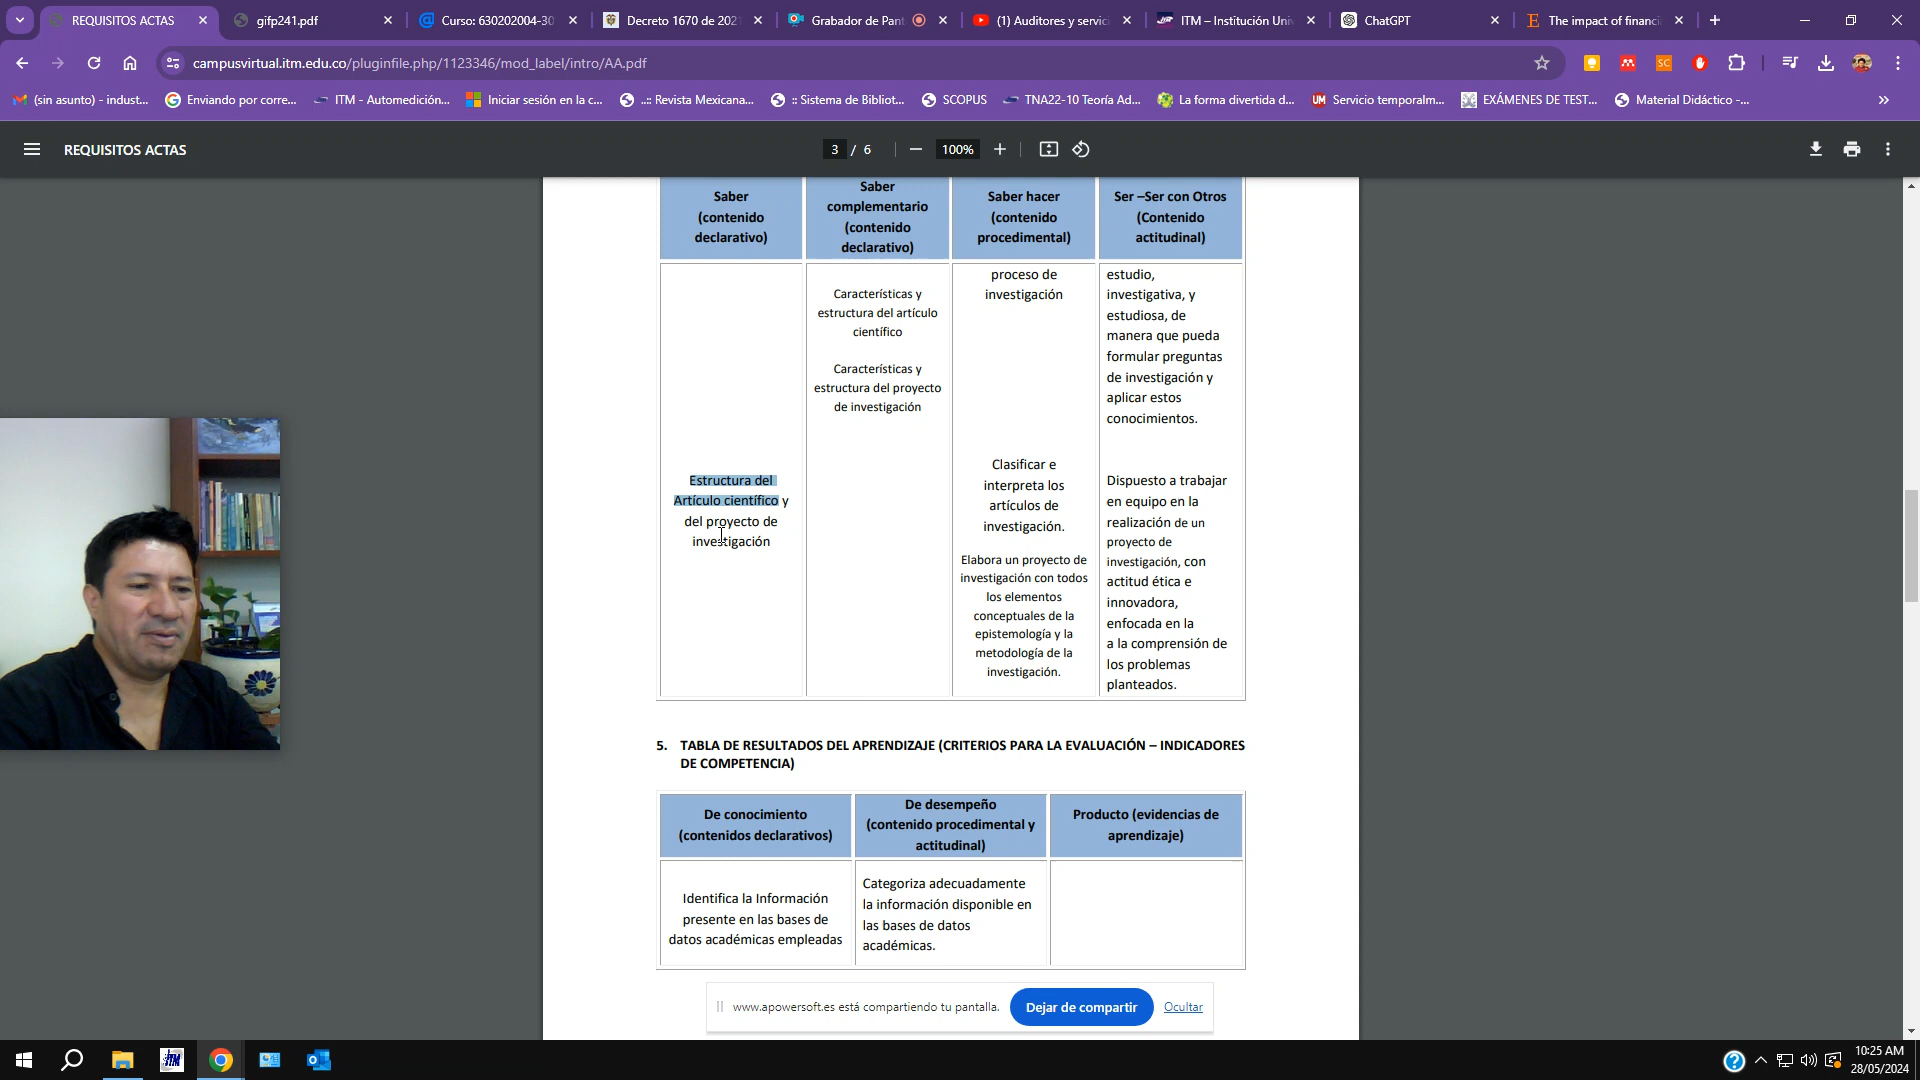 REQUISITOS ACTAS
gifp241.pdf
Curso: 630202004-30
Decreto 1670 de 202
Grabador de Pant
(1) Auditores y servici
ITM – Institución Uni
ChatGPT
The impact of financi
campusvirtual.itm.edu.co/pluginfile.php/1123346/mod_label/intro/AA.pdf
(sin asunto) - indust...
Enviando por corre...
ITM - Automedición...
Iniciar sesión en la c...
..:: Revista Mexicana...
:: Sistema de Bibliot...
SCOPUS
TNA22-10 Teoría Ad...
La forma divertida d...
UM Servicio temporalm...
EXÁMENES DE TEST...
Material Didáctico -...
REQUISITOS ACTAS
3 / 6
100%
Saber
(contenido
declarativo)
Saber
complementario
(contenido
declarativo)
Saber hacer
(contenido
procedimental)
Ser –Ser con Otros
(Contenido
actitudinal)
Estructura del
Artículo científico y
del proyecto de
investigación
Características y
estructura del artículo
científico
Características y
estructura del proyecto
de investigación
proceso de
investigación
Clasificar e
interpreta los
artículos de
investigación.
Elabora un proyecto de
investigación con todos
los elementos
conceptuales de la
epistemología y la
metodología de la
investigación.
estudio,
investigativa, y
estudiosa, de
manera que pueda
formular preguntas
de investigación y
aplicar estos
conocimientos.
Dispuesto a trabajar
en equipo en la
realización de un
proyecto de
investigación, con
actitud ética e
innovadora,
enfocada en la
a la comprensión de
los problemas
planteados.
5. TABLA DE RESULTADOS DEL APRENDIZAJE (CRITERIOS PARA LA EVALUACIÓN – INDICADORES
DE COMPETENCIA)
De conocimiento
(contenidos declarativos)
De desempeño
(contenido procedimental y
actitudinal)
Producto (evidencias de
aprendizaje)
Identifica la Información
presente en las bases de
datos académicas empleadas
Categoriza adecuadamente
la información disponible en
las bases de datos
académicas.
www.apowersoft.es está compartiendo tu pantalla.
Dejar de compartir
Ocultar
10:25 AM
28/05/2024